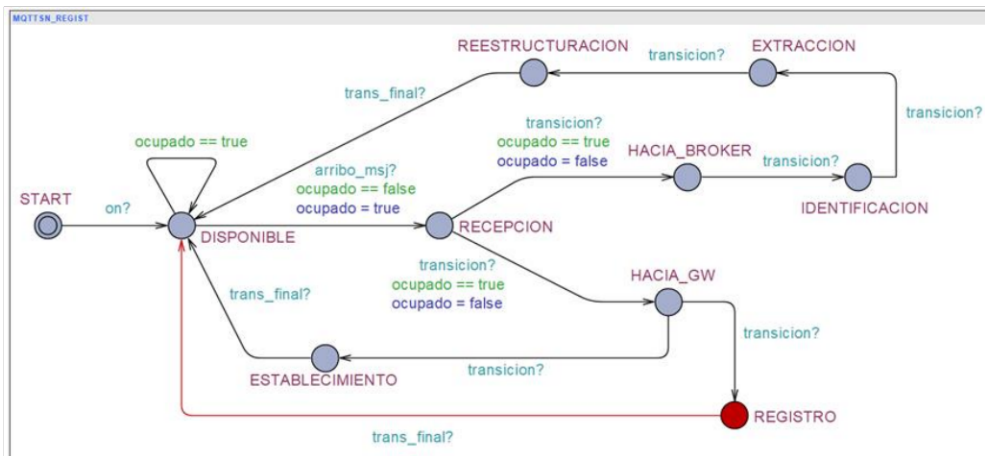 MQTTSN_REGIST
REESTRUCTURACION
EXTRACCION
transicion?
trans_final?
transicion?
ocupado == true
transicion?
ocupado == true
ocupado = false
HACIA_BROKER
transicion?
IDENTIFICACION
arribo_msj?
ocupado == false
ocupado = true
START
on?
DISPONIBLE
RECEPCION
transicion?
ocupado == true
ocupado = false
HACIA_GW
trans_final?
transicion?
transicion?
ESTABLECIMIENTO
REGISTRO
trans_final?